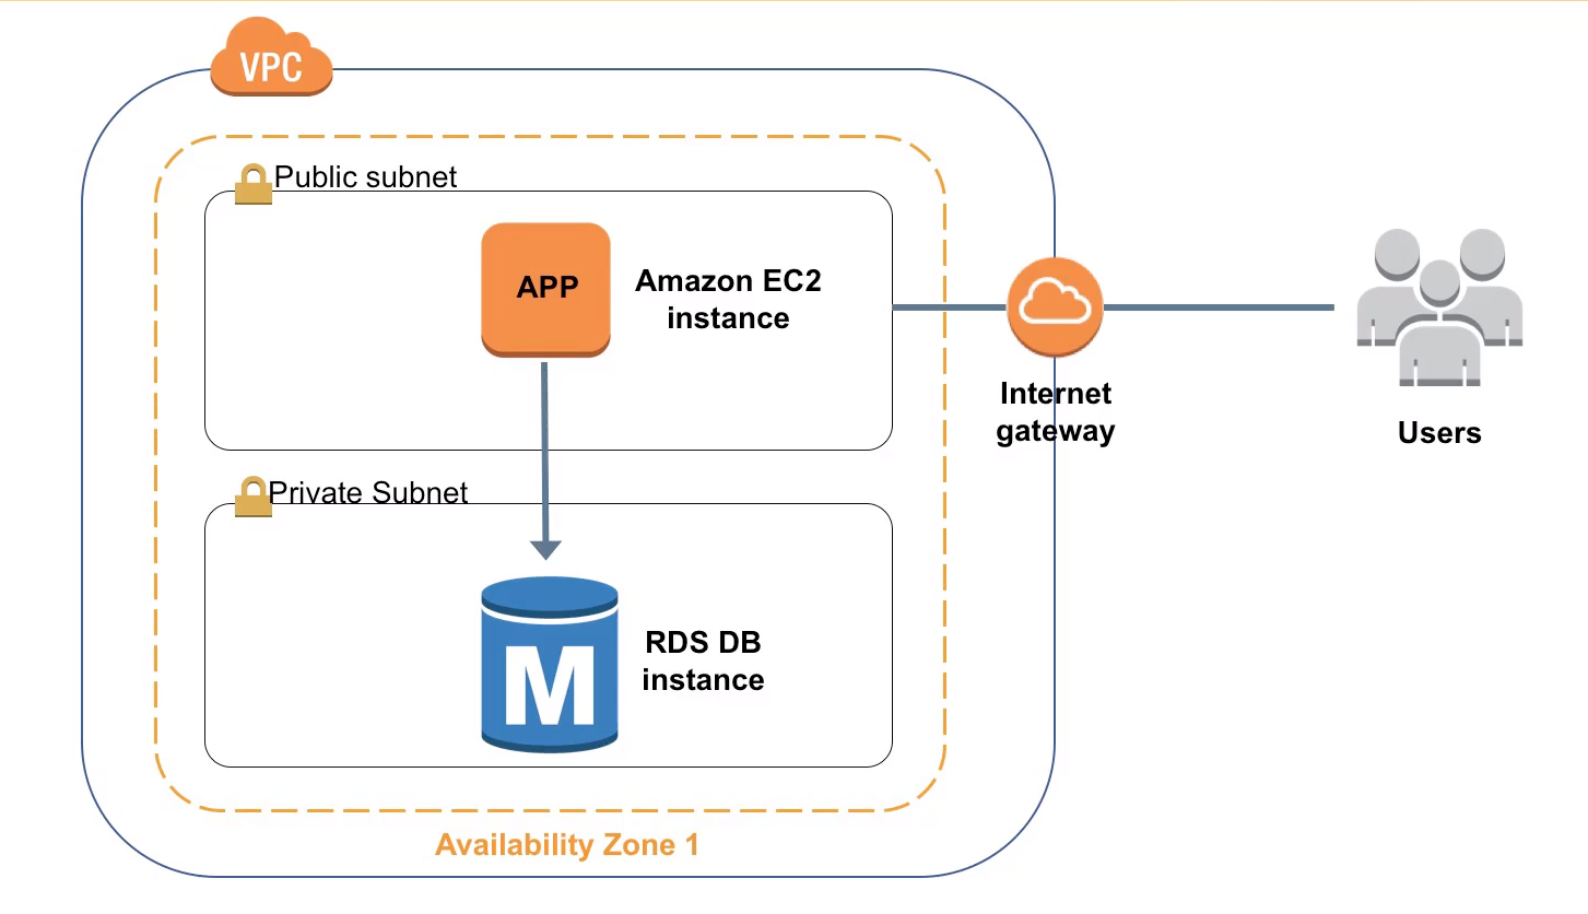 VPC
Public subnet
APP
Amazon EC2
instance
Internet
gateway
Users
Private Subnet
M
RDS DB
instance
Availability Zone 1